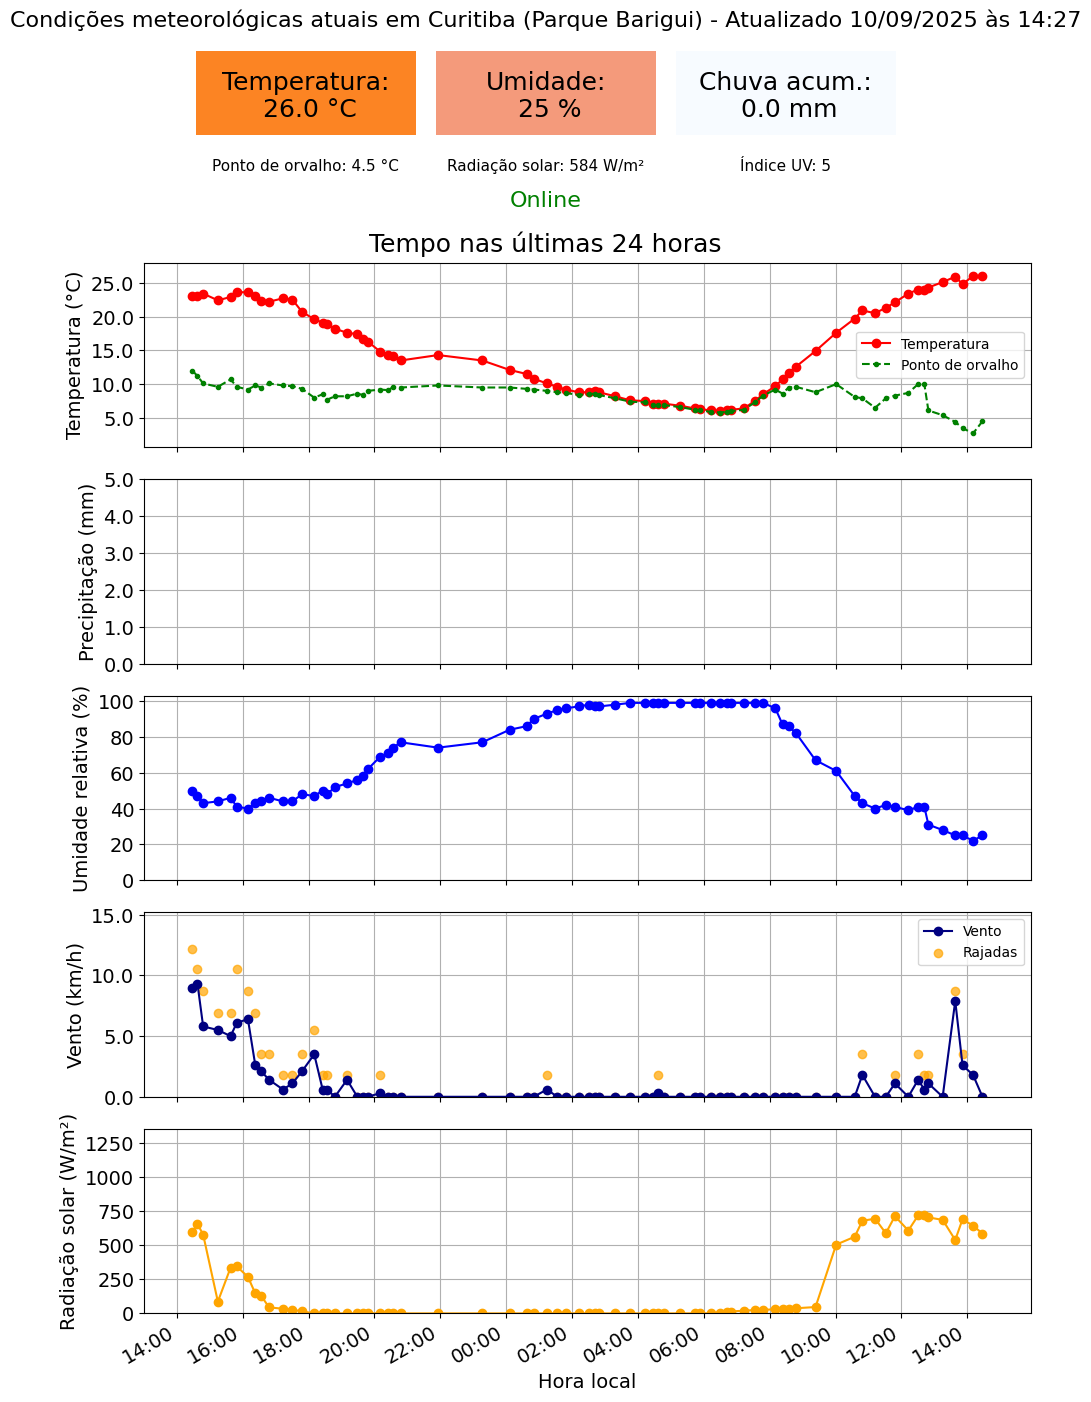 Condições meteorológicas atuais em Curitiba (Parque Barigui) - Atualizado 10/09/2025 às 14:27
Temperatura:
26.0 °C
Umidade:
25 %
Chuva acum.:
0.0 mm
Ponto de orvalho: 4.5 °C
Radiação solar: 584 W/m²
Índice UV: 5
Online
Tempo nas últimas 24 horas
Temperatura (°C)
25.0
20.0
15.0
10.0
5.0
Temperatura
Ponto de orvalho
Precipitação (mm)
5.0
4.0
3.0
2.0
1.0
0.0
Umidade relativa (%)
100
80
60
40
20
0
Vento (km/h)
15.0
10.0
5.0
0.0
Vento
Rajadas
Radiação solar (W/m²)
1250
1000
750
500
250
0
14:00
16:00
18:00
20:00
22:00
00:00
02:00
04:00
06:00
08:00
10:00
12:00
14:00
Hora local